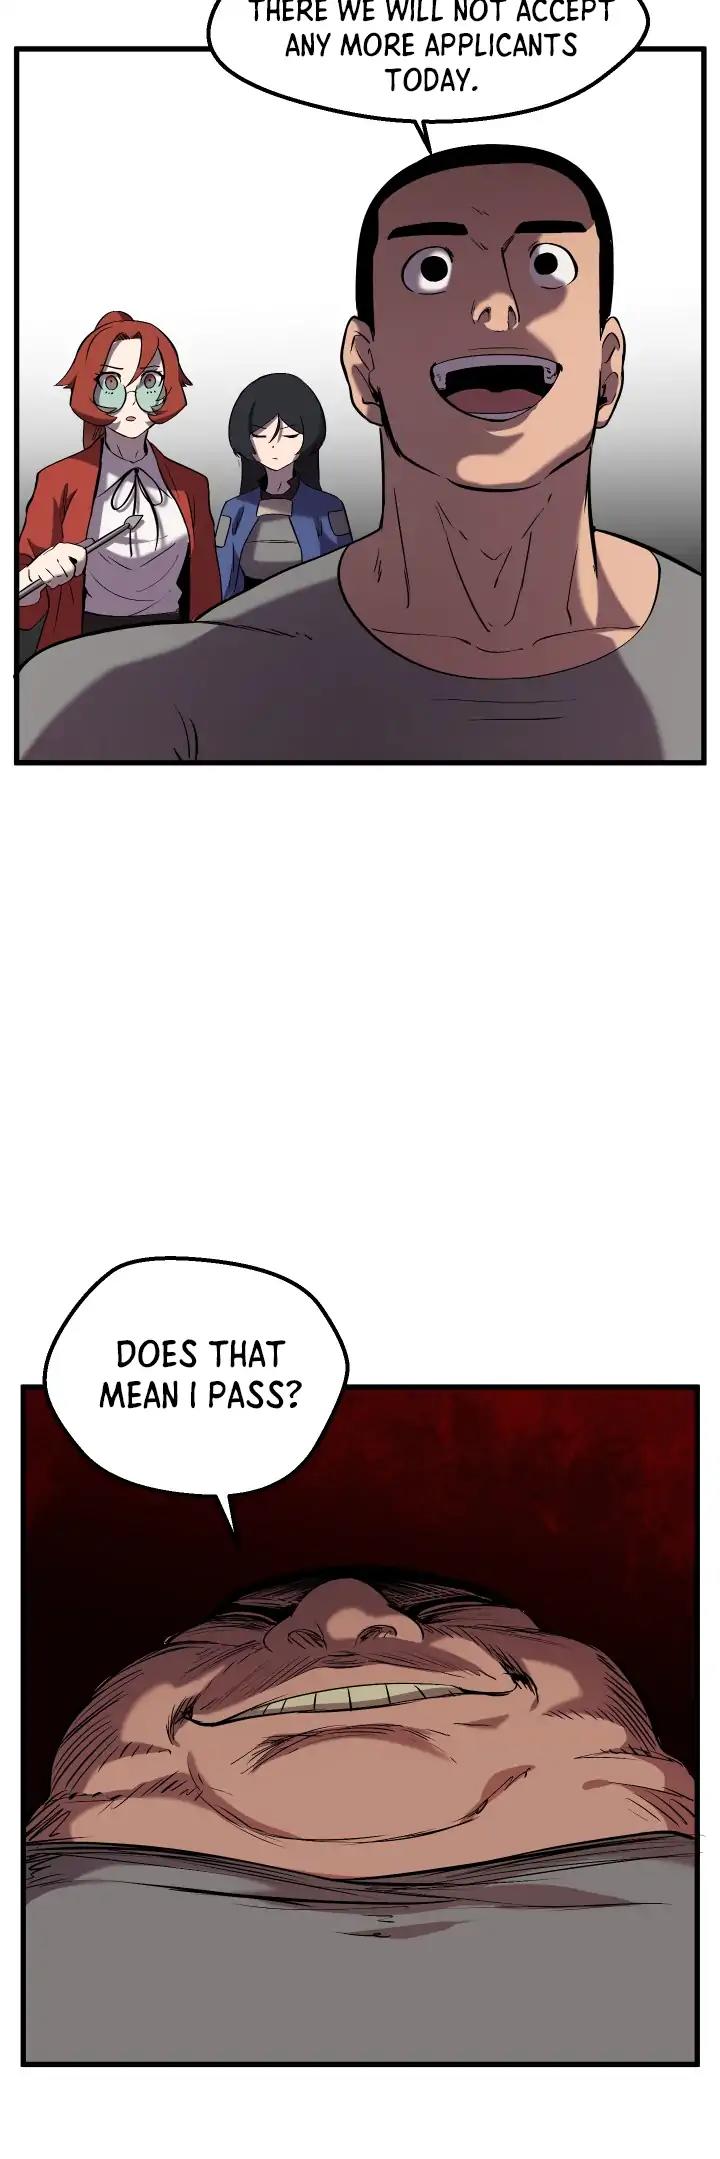 THERE WE WILL NOT ACCEPT
ANY MORE APPLICANTS
TODAY.
DOES THAT
MEAN I PASS?